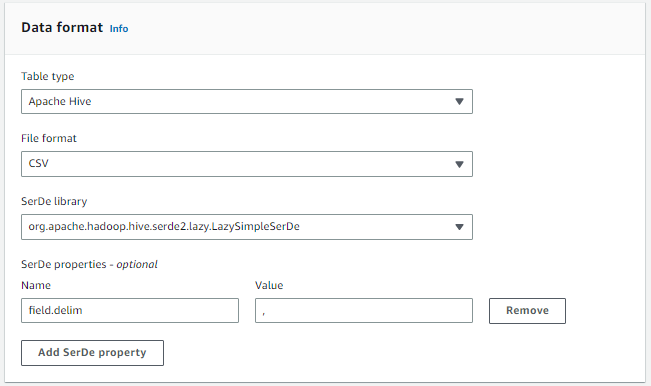 Data format Info
Table type
Apache Hive
File format
CSV
SerDe library
org.apache.hadoop.hive.serde2.lazy.LazySimpleSerDe
SerDe properties - optional
Name Value
field.delim , Remove
Add SerDe property